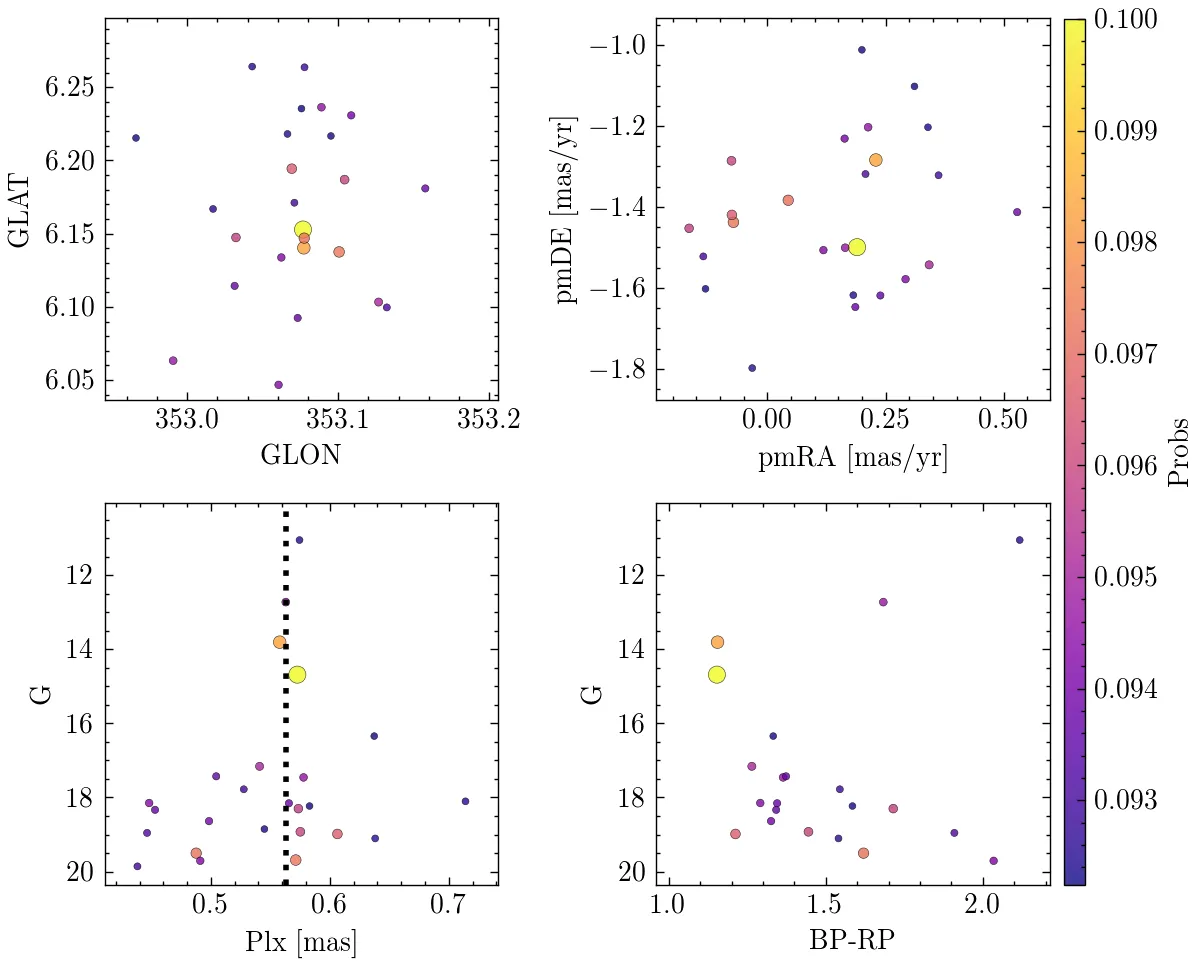 6.25
6.20
6.15
6.10
6.05
GLAT
353.0 353.1 353.2
GLON
−1.0
−1.2
−1.4
−1.6
−1.8
pmDE [mas/yr]
0.00 0.25 0.50
pmRA [mas/yr]
0.100
0.099
0.098
0.097
0.096
0.095
0.094
0.093
Probs
12
14
16
18
20
G
0.5 0.6 0.7
Plx [mas]
12
14
16
18
20
G
1.0 1.5 2.0
BP-RP